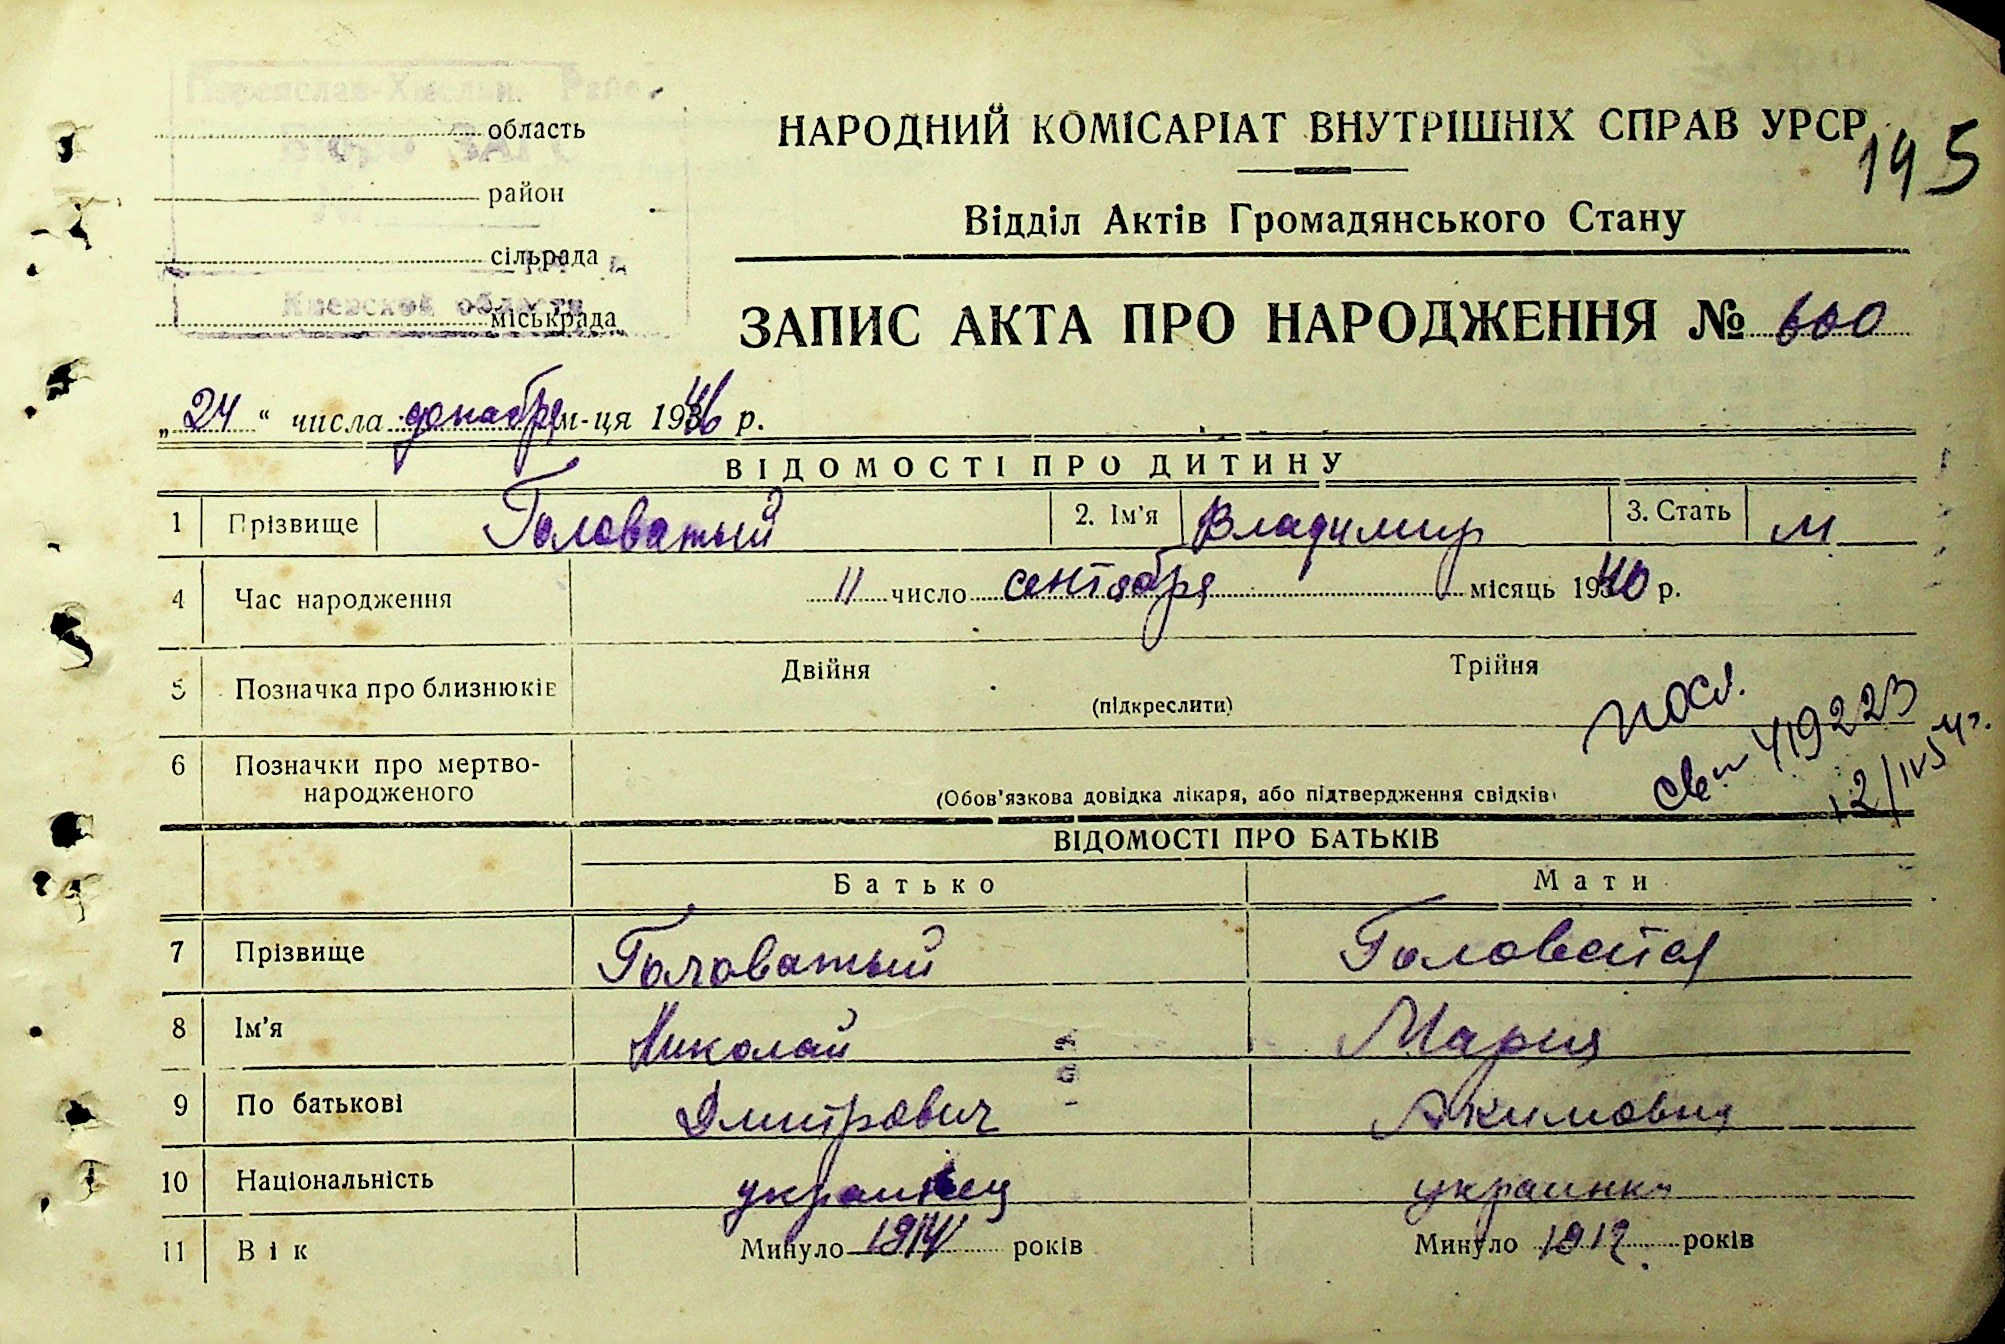 145
область
район
сільрада
міськрада
Киевской области
НАРОДНИЙ КОМІСАРІАТ ВНУТРІШНІХ СПРАВ УРСР
Відділ Актів Громадянського Стану
ЗАПИС АКТА ПРО НАРОДЖЕННЯ № 600
„24“ числа декабря м-ця 1946 р.
ВІДОМОСТІ ПРО ДИТИНУ
1 Прізвище Головатый 2. Ім'я Владимир 3. Стать М
4 Час народження 11 число сентября місяць 1940 р.
5 Позначка про близнюків Двійня Трійня
(підкреслити)
6 Позначки про мертво-
народженого
(Обов'язкова довідка лікаря, або підтвердження свідків)
419223
ВІДОМОСТІ ПРО БАТЬКІВ
Батько Мати
7 Прізвище Головатый Головатая
8 Ім'я Николай Мария
9 По батькові Дмитрович Акимовна
10 Національність украинец украинка
11 Вік Минуло 1914 років Минуло 1912 років